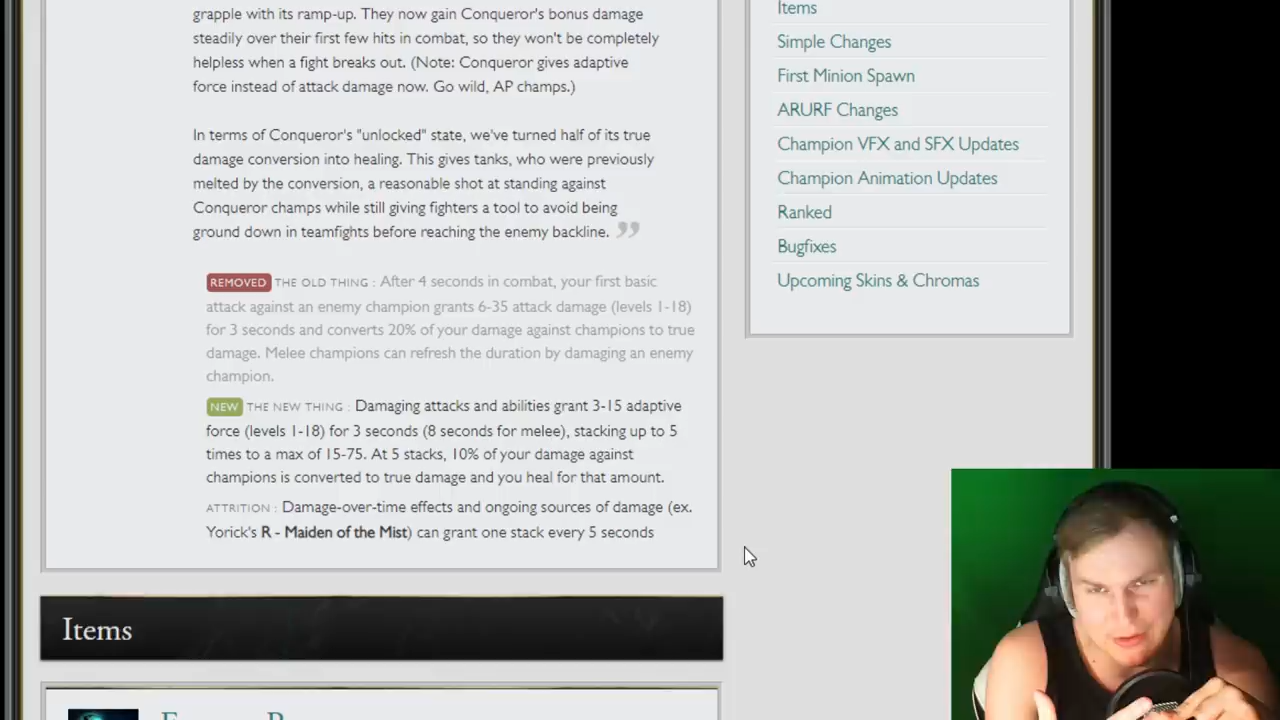 grapple with its ramp-up. They now gain Conqueror's bonus damage
steadily over their first few hits in combat, so they won't be completely
helpless when a fight breaks out. (Note: Conqueror gives adaptive
force instead of attack damage now. Go wild, AP champs.)
In terms of Conqueror's "unlocked" state, we've turned half of its true
damage conversion into healing. This gives tanks, who were previously
melted by the conversion, a reasonable shot at standing against
Conqueror champs while still giving fighters a tool to avoid being
ground down in teamfights before reaching the enemy backline. ”
REMOVED THE OLD THING : After 4 seconds in combat, your first basic
attack against an enemy champion grants 6-35 attack damage (levels 1-18)
for 3 seconds and converts 20% of your damage against champions to true
damage. Melee champions can refresh the duration by damaging an enemy
champion.
NEW THE NEW THING : Damaging attacks and abilities grant 3-15 adaptive
force (levels 1-18) for 3 seconds (8 seconds for melee), stacking up to 5
times to a max of 15-75. At 5 stacks, 10% of your damage against
champions is converted to true damage and you heal for that amount.
ATTRITION : Damage-over-time effects and ongoing sources of damage (ex.
Yorick's R - Maiden of the Mist) can grant one stack every 5 seconds
Items
Items
Simple Changes
First Minion Spawn
ARURF Changes
Champion VFX and SFX Updates
Champion Animation Updates
Ranked
Bugfixes
Upcoming Skins & Chromas